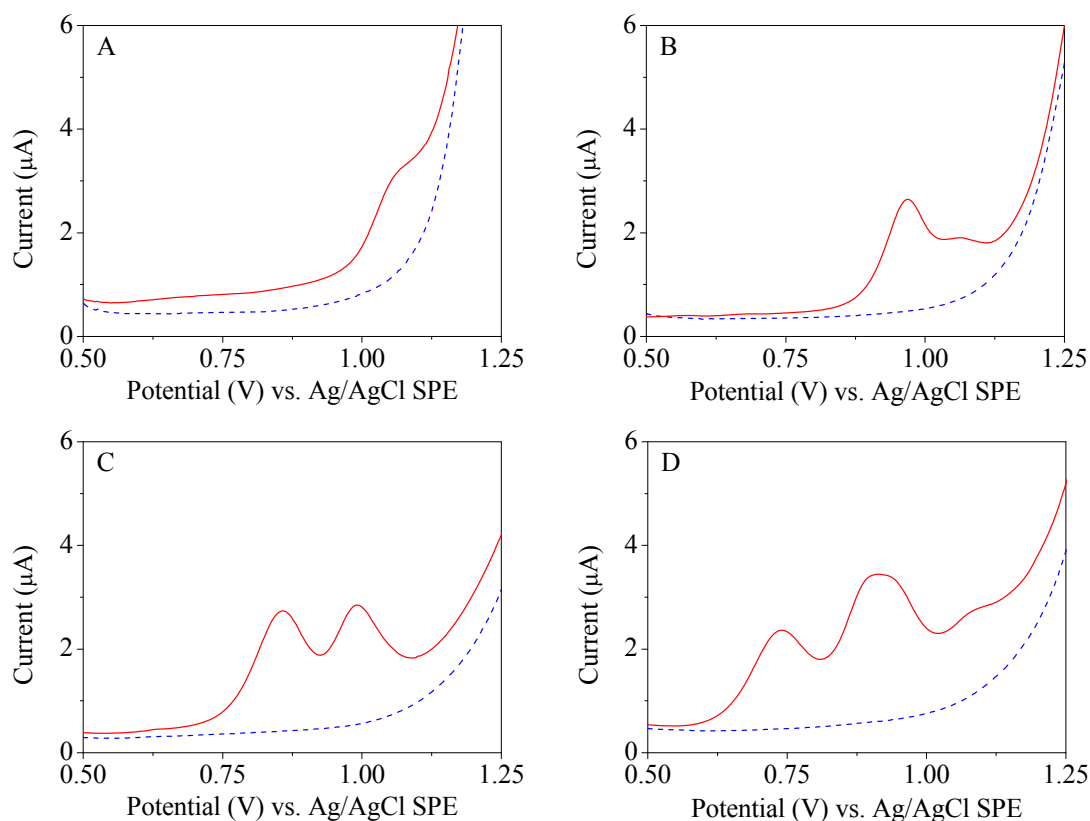 A
6
4
2
0
Current (μA)
0.50 0.75 1.00 1.25
Potential (V) vs. Ag/AgCl SPE
B
6
4
2
0
Current (μA)
0.50 0.75 1.00 1.25
Potential (V) vs. Ag/AgCl SPE
C
6
4
2
0
Current (μA)
0.50 0.75 1.00 1.25
Potential (V) vs. Ag/AgCl SPE
D
6
4
2
0
Current (μA)
0.50 0.75 1.00 1.25
Potential (V) vs. Ag/AgCl SPE